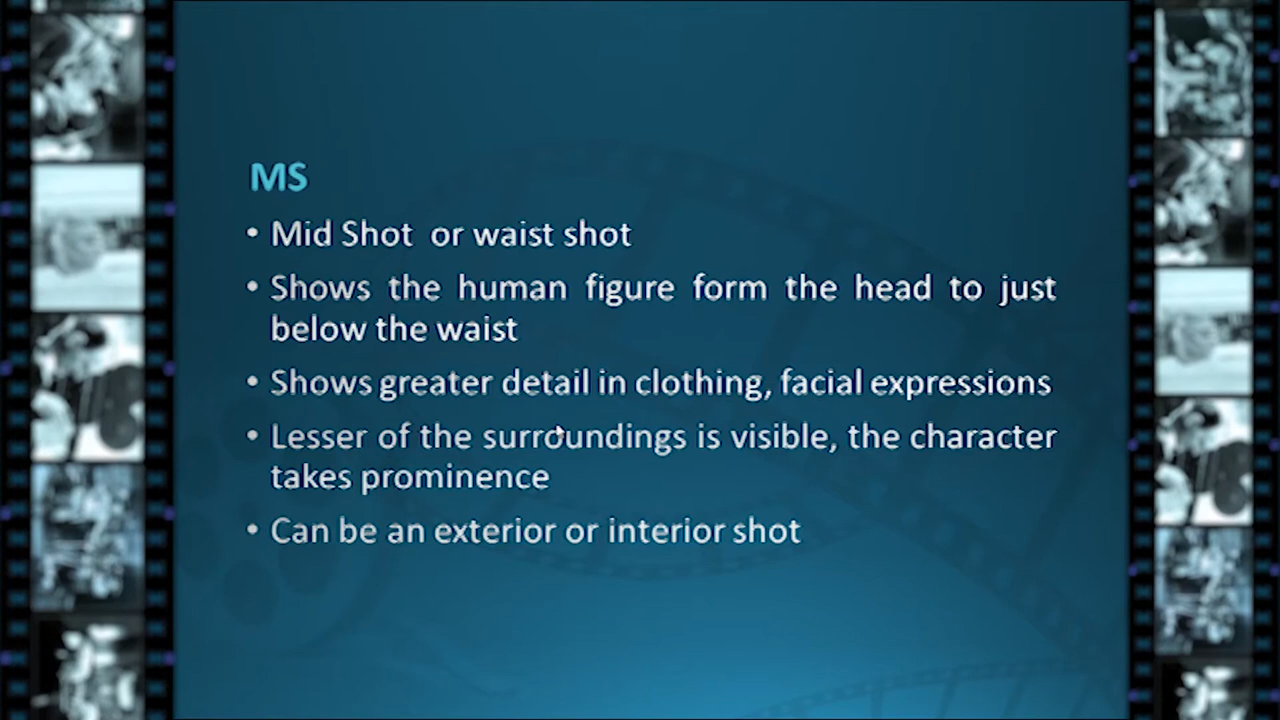 MS
• Mid Shot or waist shot
• Shows the human figure form the head to just
below the waist
• Shows greater detail in clothing, facial expressions
• Lesser of the surroundings is visible, the character
takes prominence
• Can be an exterior or interior shot